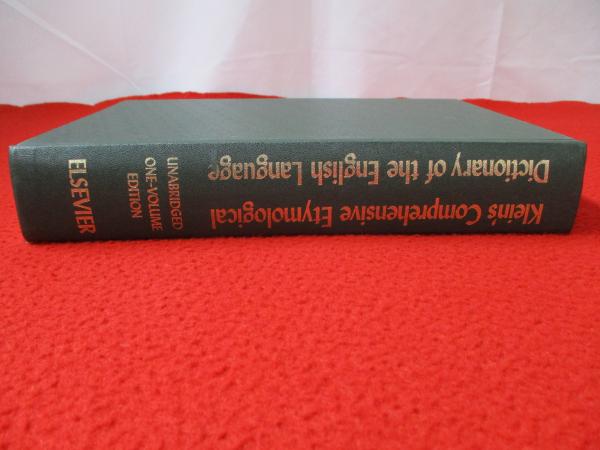 Klein's Comprehensive Etymological
Dictionary of the English Language
UNABRIDGED
ONE-VOLUME
EDITION
ELSEVIER